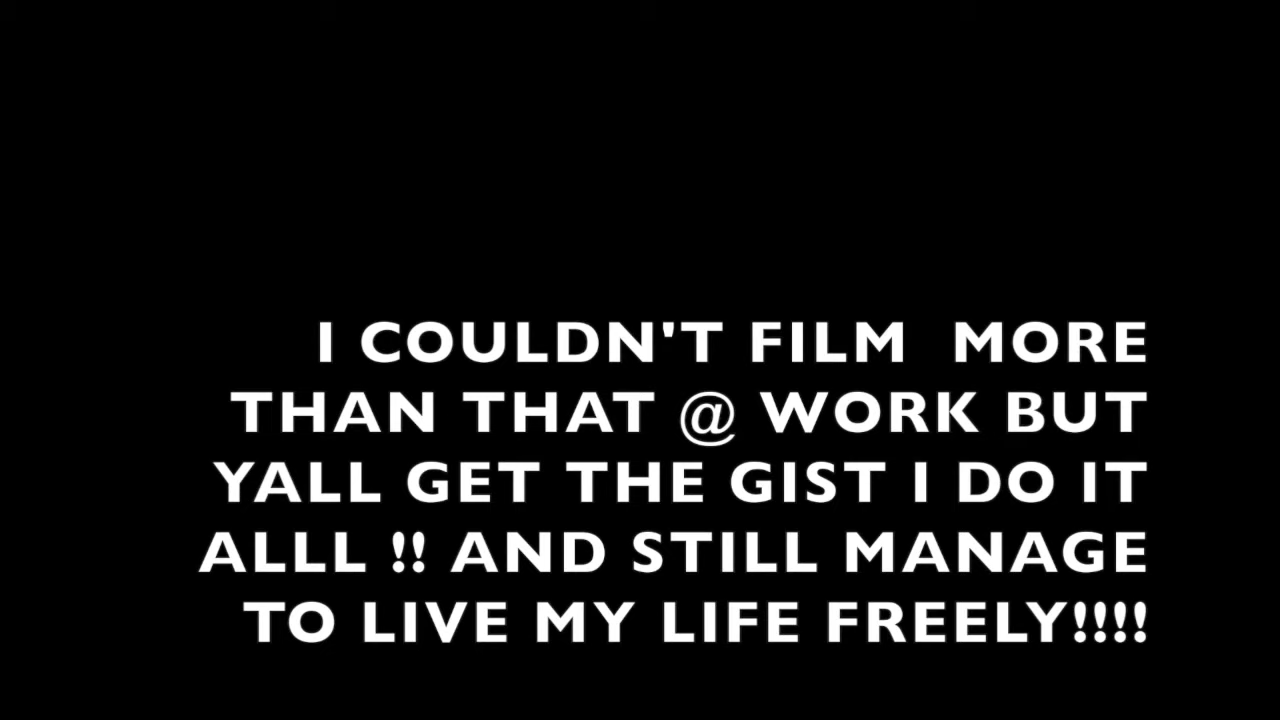 I COULDN'T FILM  MORE
THAN THAT @ WORK BUT
YALL GET THE GIST I DO IT
ALLL !! AND STILL MANAGE
TO LIVE MY LIFE FREELY!!!!